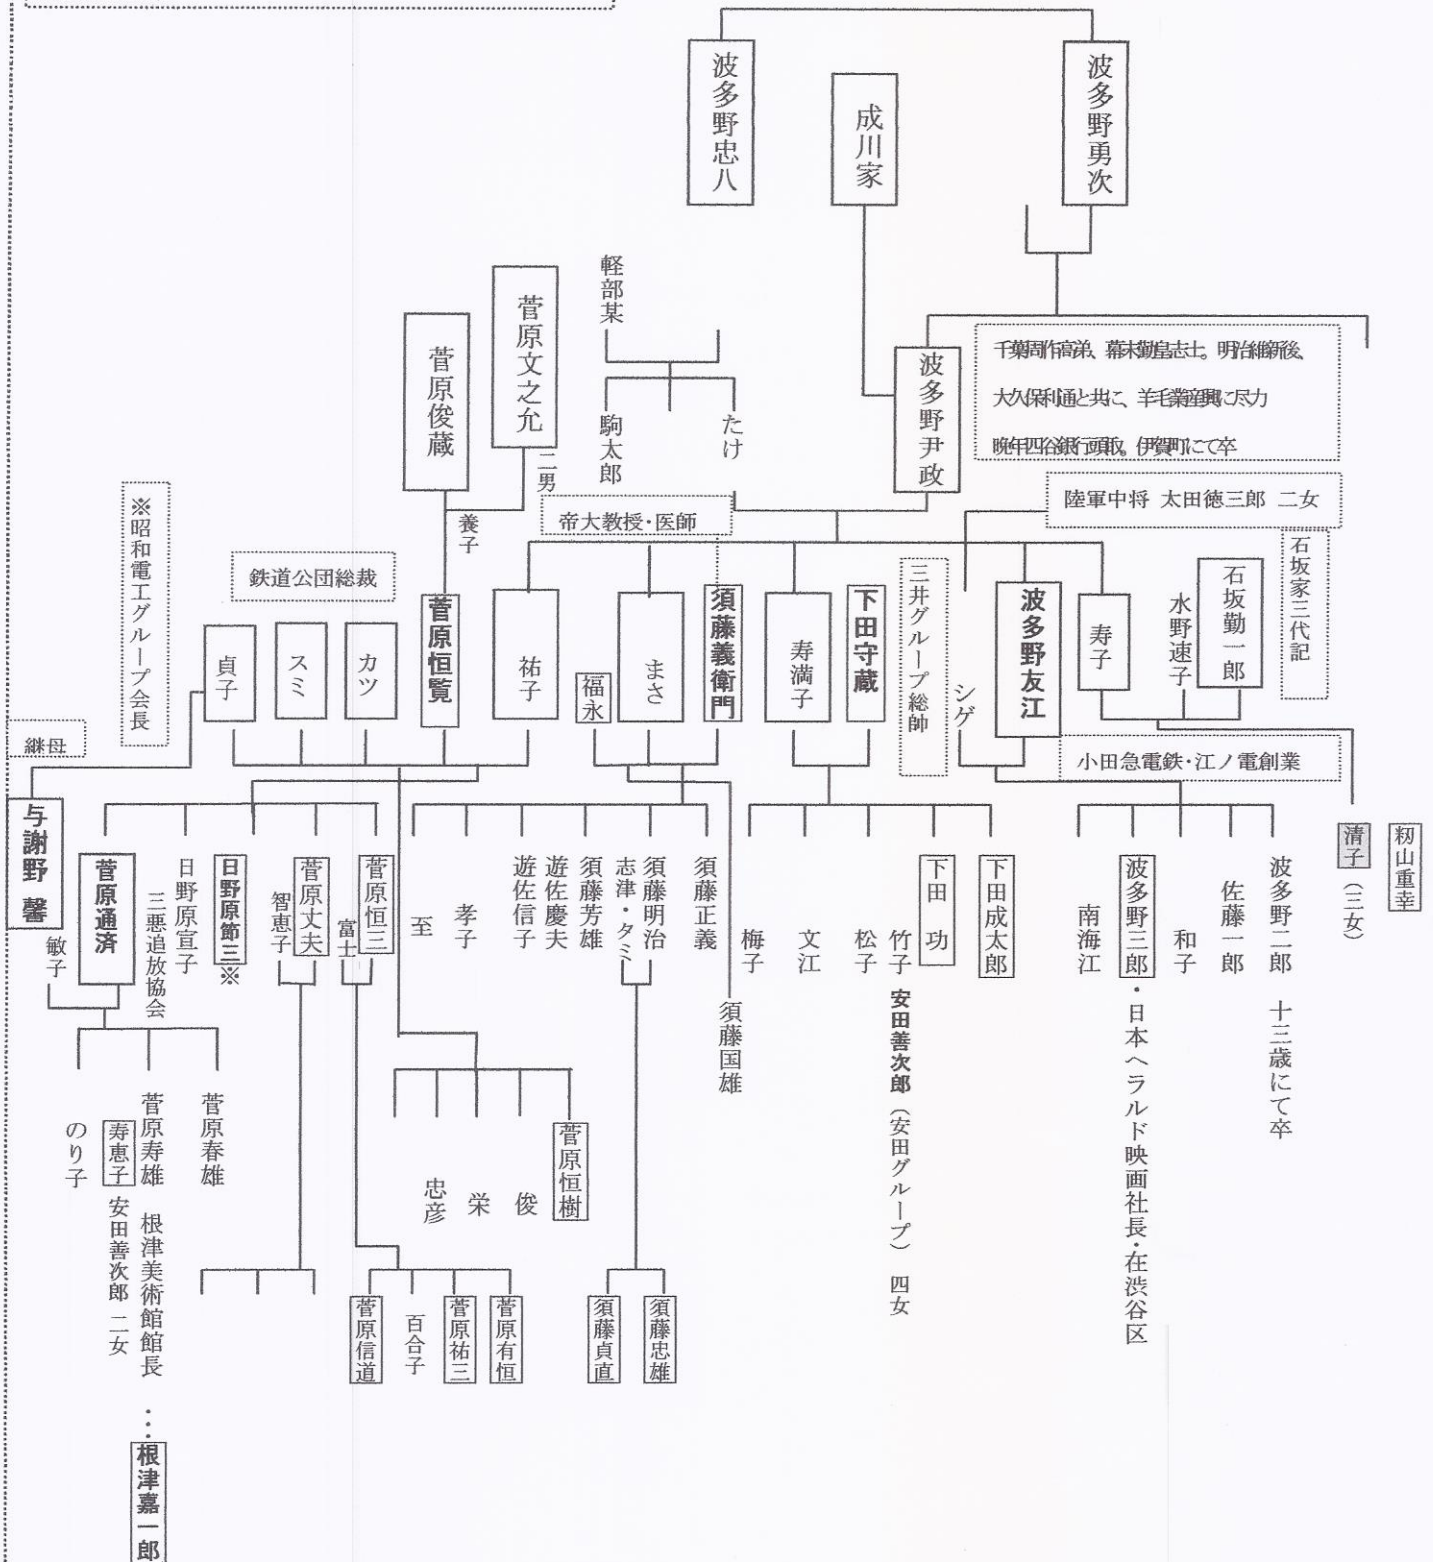 波多野勇次
成川家
波多野忠八
千葉周作高弟、幕末勤皇志士。明治維新後、
大久保利通と共に、羊毛業産興に尽力
晩年四谷銀行頭取。伊賀町にて卒
波多野尹政
たけ
軽部某
駒太郎
菅原文之允
二男
菅原俊蔵
養子
陸軍中将 太田徳三郎 二女
帝大教授・医師
石坂家三代記
石坂勤一郎
水野速子
寿子
波多野友江
シゲ
三井グループ総帥
下田守蔵
寿満子
須藤義衛門
まさ
福永
祐子
菅原恒覧
カツ
スミ
貞子
鉄道公団総裁
※昭和電工グループ会長
継母
小田急電鉄・江ノ電創業
籾山重幸
清子(三女)
波多野二郎 十三歳にて卒
佐藤一郎
和子
波多野三郎・日本ヘラルド映画社長・在渋谷区
南海江
下田成太郎
下田 功
竹子 安田善次郎(安田グループ) 四女
松子
文江
梅子
須藤国雄
須藤正義
須藤明治
志津・タミ
須藤芳雄
遊佐慶夫
遊佐信子
孝子
至
菅原恒三
富士
菅原丈夫
智恵子
日野原節三※
日野原宣子
三悪追放協会
菅原通済
敏子
与謝野 馨
須藤忠雄
須藤貞直
菅原恒樹
俊
栄
忠彦
菅原有恒
菅原祐三
百合子
菅原信道
菅原春雄
菅原寿雄 根津美術館館長 …根津嘉一郎
寿恵子 安田善次郎 二女
のり子